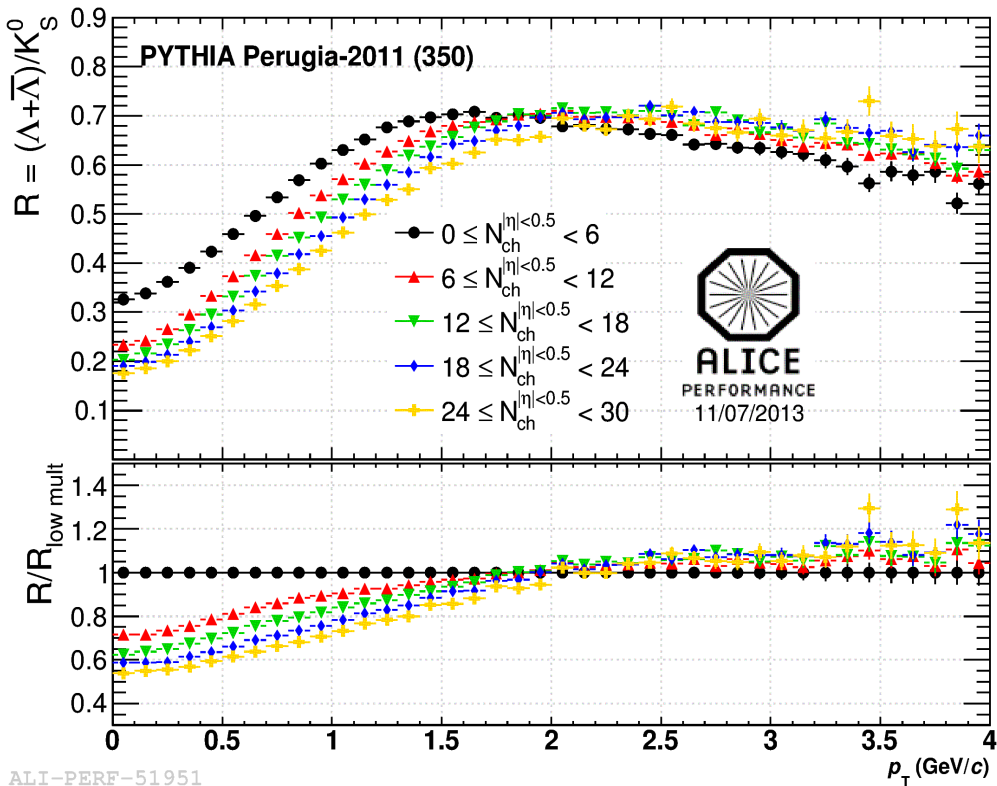 PYTHIA Perugia-2011 (350)
R = (Λ+Λ̅)/K⁰_S
0.9
0.8
0.7
0.6
0.5
0.4
0.3
0.2
0.1
0 ≤ N_ch^|η|<0.5 < 6
6 ≤ N_ch^|η|<0.5 < 12
12 ≤ N_ch^|η|<0.5 < 18
18 ≤ N_ch^|η|<0.5 < 24
24 ≤ N_ch^|η|<0.5 < 30
ALICE
PERFORMANCE
11/07/2013
R/R_low mult
1.4
1.2
1
0.8
0.6
0.4
0 0.5 1 1.5 2 2.5 3 3.5 4
p_T (GeV/c)
ALI-PERF-51951